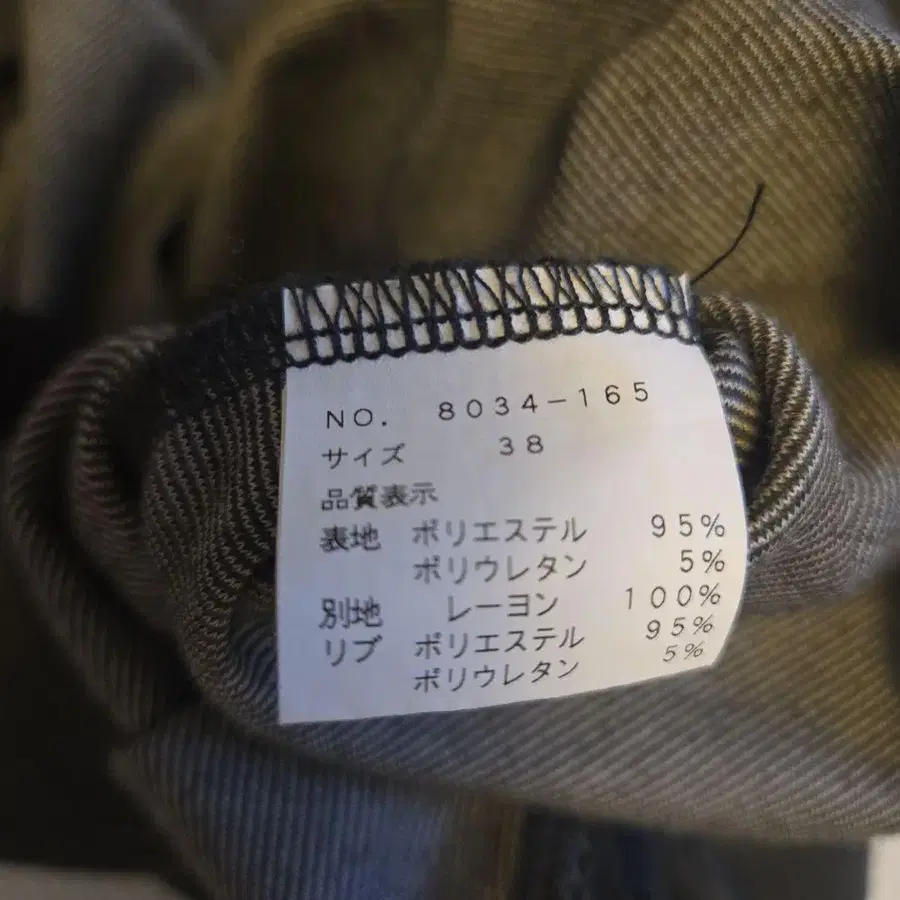 NO. 8034-165
サイズ 38
品質表示
表地 ポリエステル 95%
ポリウレタン 5%
別地 レーヨン 100%
リブ ポリエステル 95%
ポリウレタン 5%